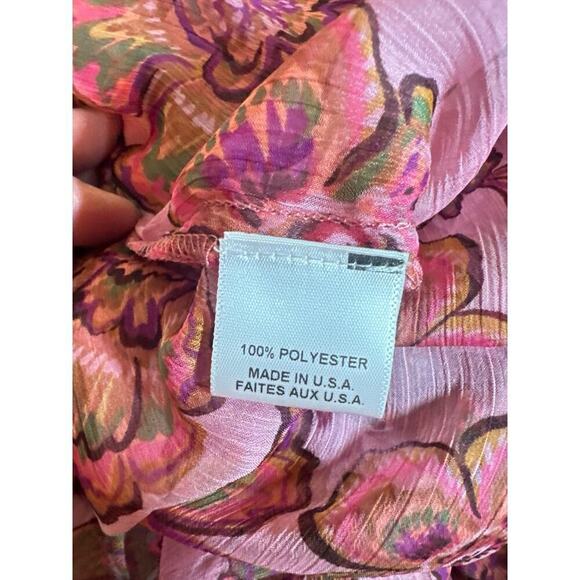 100% POLYESTER
MADE IN U.S.A.
FAITES AUX U.S.A.